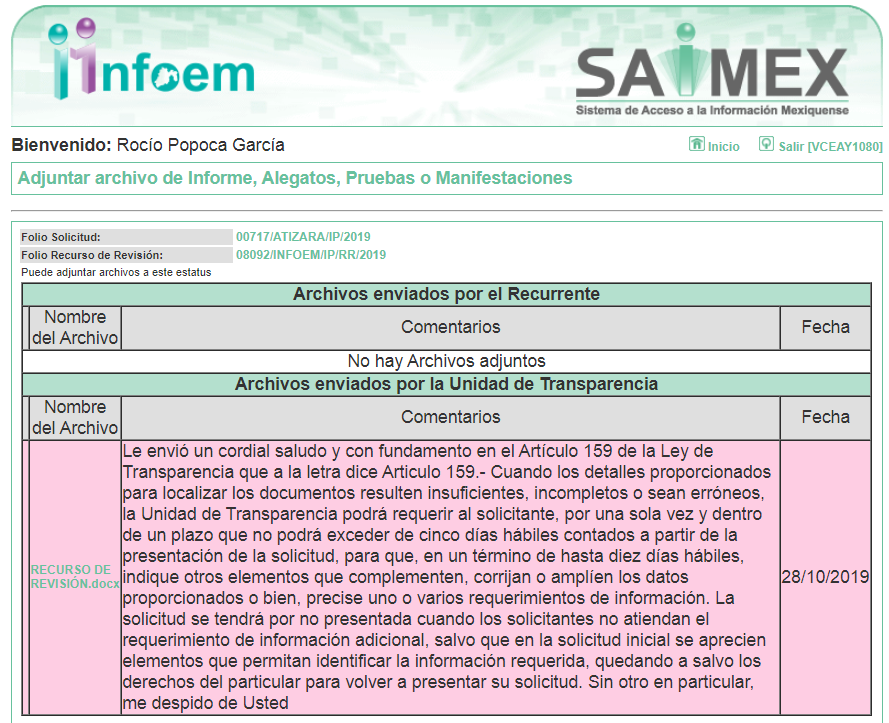 infoem
SAIMEX
Sistema de Acceso a la Información Mexiquense
Bienvenido: Rocío Popoca García
Inicio Salir [VCEAY1080]
Adjuntar archivo de Informe, Alegatos, Pruebas o Manifestaciones
Folio Solicitud: 00717/ATIZARA/IP/2019
Folio Recurso de Revisión: 08092/INFOEM/IP/RR/2019
Puede adjuntar archivos a este estatus
Archivos enviados por el Recurrente
Nombre
del Archivo
Comentarios
Fecha
No hay Archivos adjuntos
Archivos enviados por la Unidad de Transparencia
Nombre
del Archivo
Comentarios
Fecha
RECURSO DE
REVISIÓN.docx
Le envió un cordial saludo y con fundamento en el Artículo 159 de la Ley de
Transparencia que a la letra dice Articulo 159.- Cuando los detalles proporcionados
para localizar los documentos resulten insuficientes, incompletos o sean erróneos,
la Unidad de Transparencia podrá requerir al solicitante, por una sola vez y dentro
de un plazo que no podrá exceder de cinco días hábiles contados a partir de la
presentación de la solicitud, para que, en un término de hasta diez días hábiles,
indique otros elementos que complementen, corrijan o amplíen los datos
proporcionados o bien, precise uno o varios requerimientos de información. La
solicitud se tendrá por no presentada cuando los solicitantes no atiendan el
requerimiento de información adicional, salvo que en la solicitud inicial se aprecien
elementos que permitan identificar la información requerida, quedando a salvo los
derechos del particular para volver a presentar su solicitud. Sin otro en particular,
me despido de Usted
28/10/2019